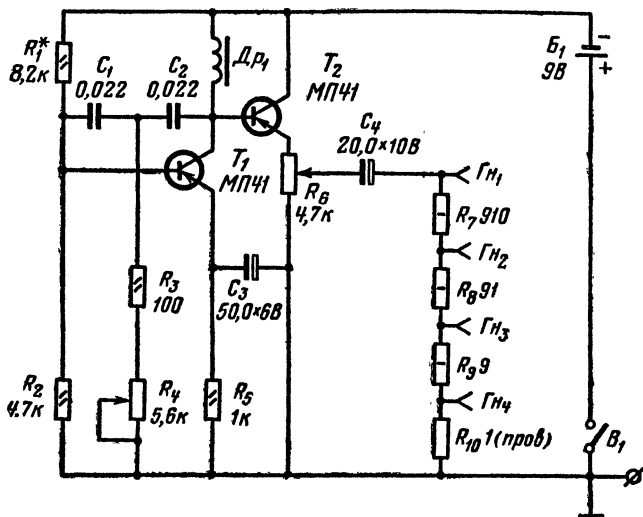 R1*
8,2к
C1
0,022
C2
0,022
Др1
T2
МП41
Б1
9В
−
+
T1
МП41
R6
4,7к
C4
20,0×10В
Гн1
R7 910
Гн2
R8 91
Гн3
R9 9
Гн4
R10 1(пров)
R3
100
C3
50,0×6В
R2
4.7к
R4
5,6к
R5
1к
В1